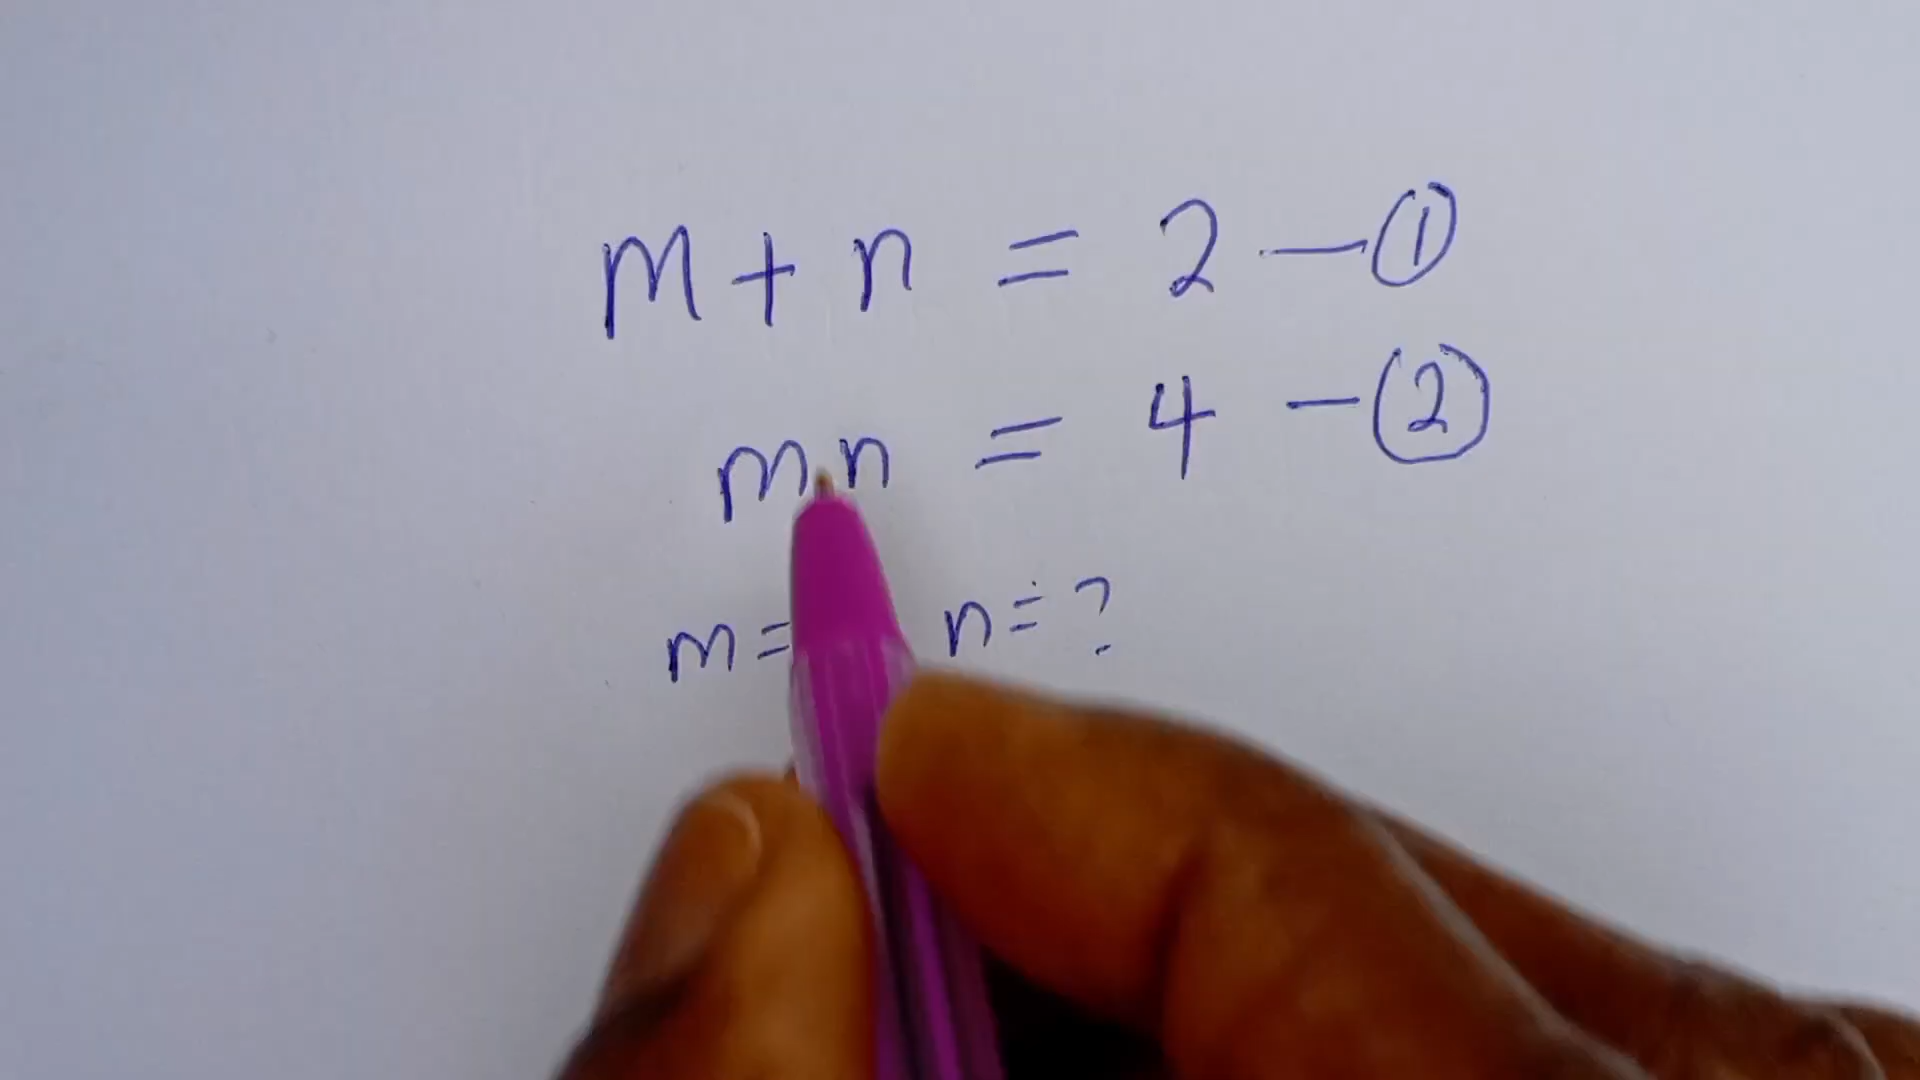 m + n = 2 — ①
mn = 4 — ②
m = n = ?